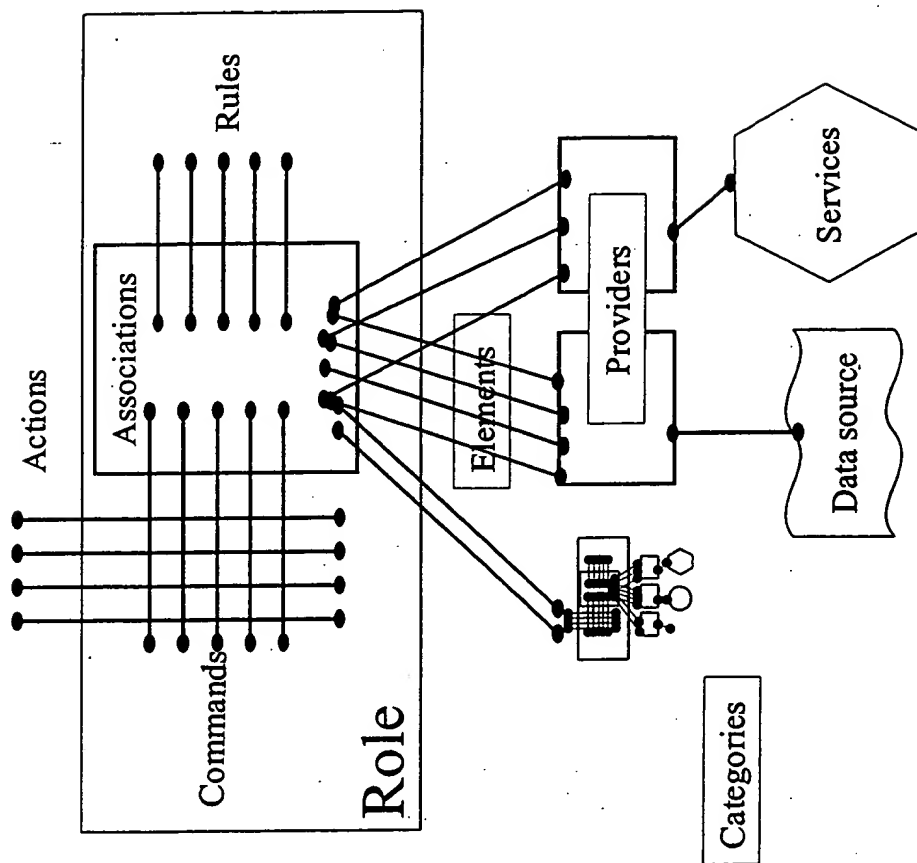 Actions
Associations
Rules
Commands
Role
Elements
Providers
Services
Data source
Categories